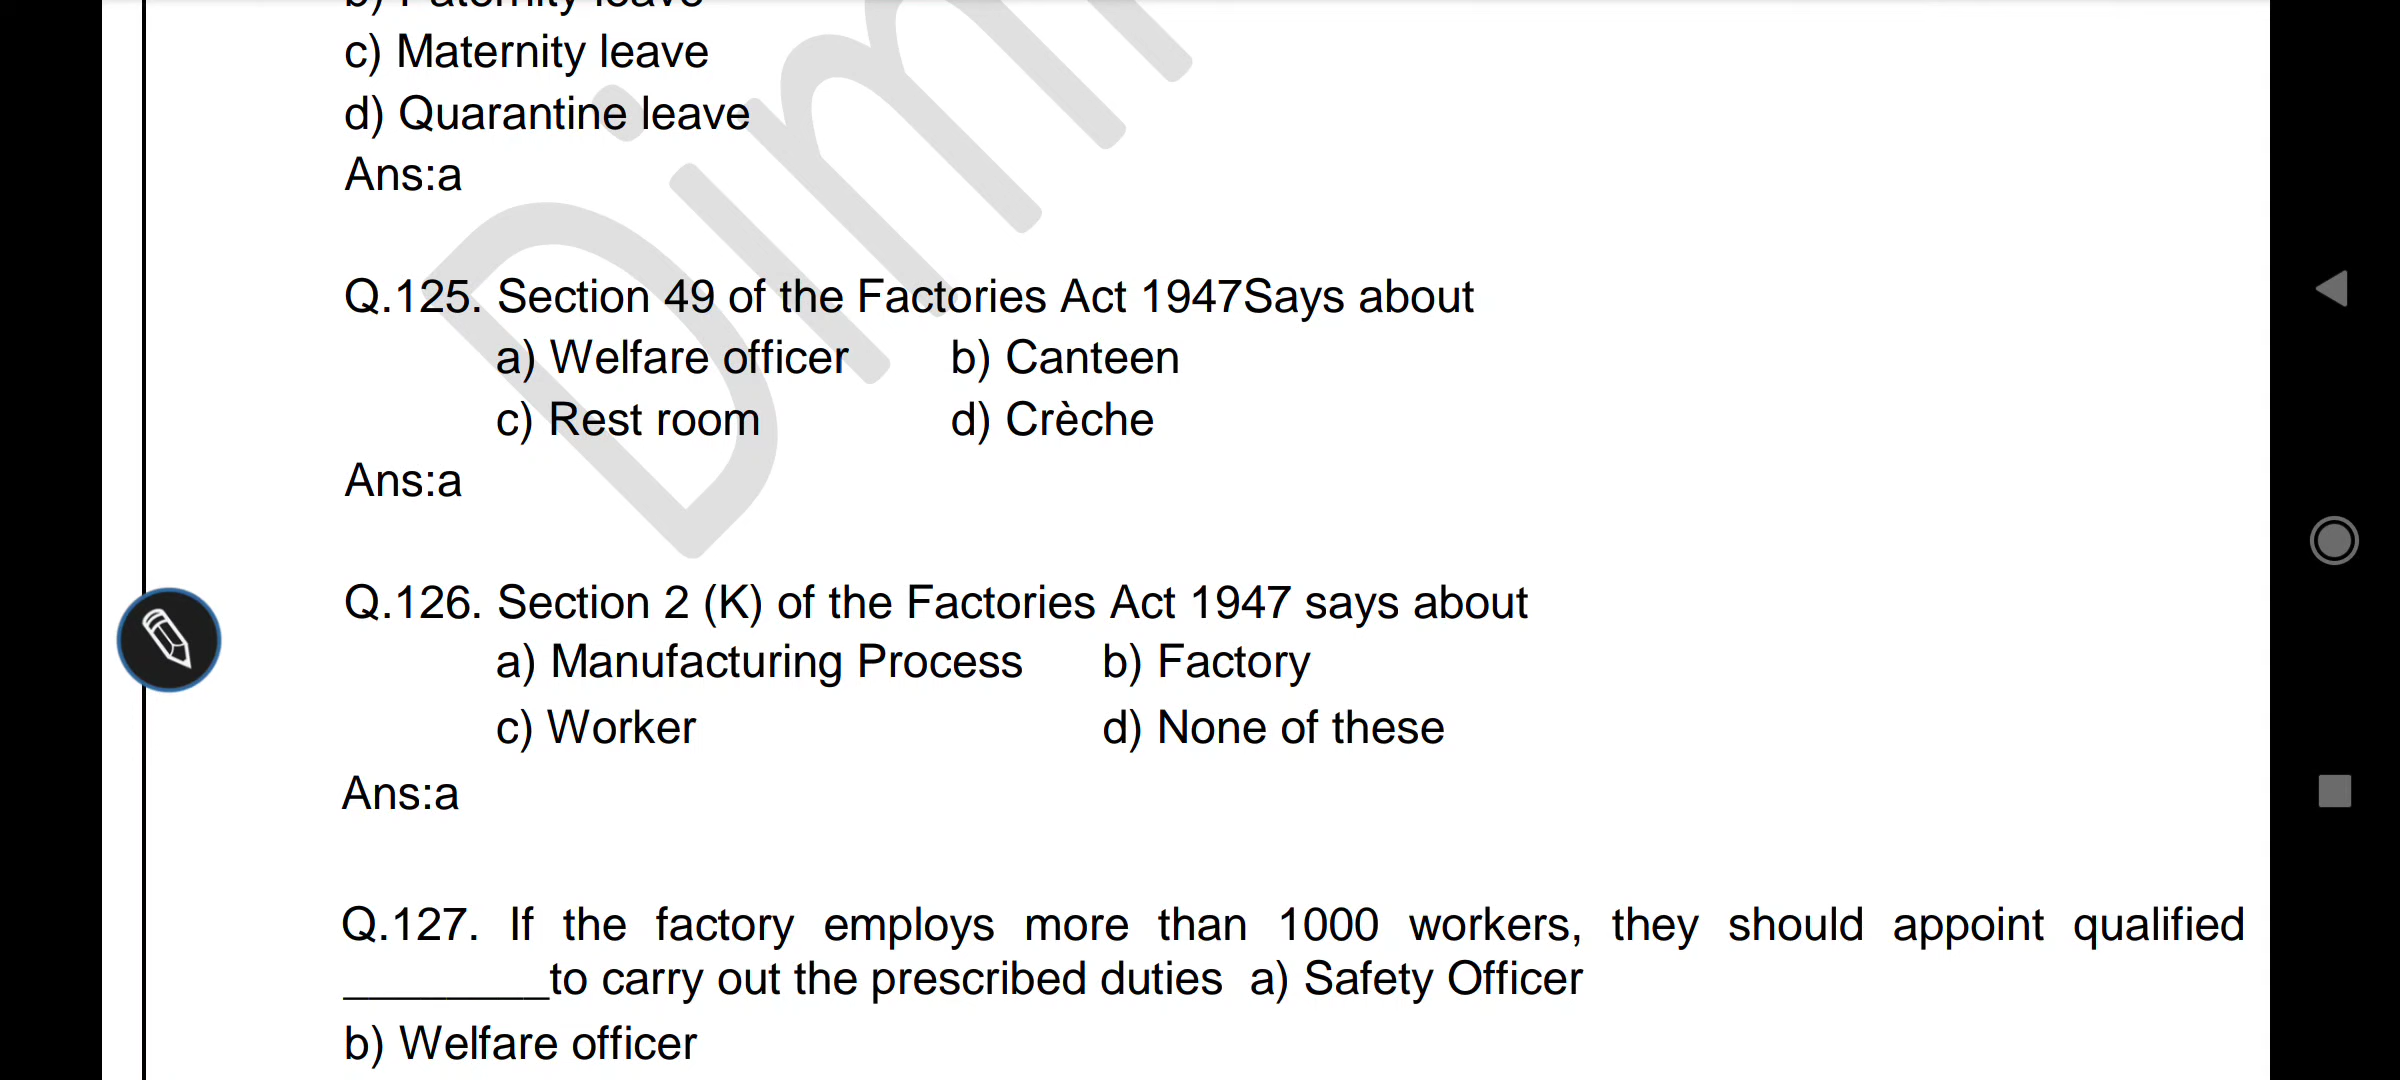 c) Maternity leave
d) Quarantine leave
Ans:a
Q.125. Section 49 of the Factories Act 1947Says about
a) Welfare officer b) Canteen
c) Rest room d) Crèche
Ans:a
Q.126. Section 2 (K) of the Factories Act 1947 says about
a) Manufacturing Process b) Factory
c) Worker d) None of these
Ans:a
Q.127. If the factory employs more than 1000 workers, they should appoint qualified
________to carry out the prescribed duties a) Safety Officer
b) Welfare officer